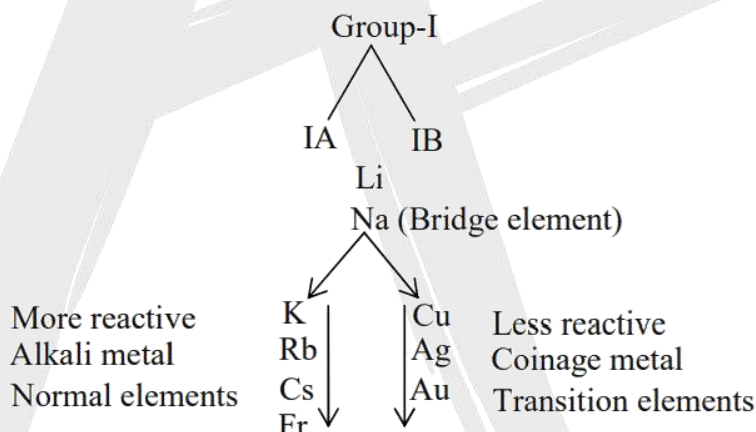 Group-I
IA IB
Li
Na (Bridge element)
More reactive K Cu Less reactive
Alkali metal Rb Ag Coinage metal
Normal elements Cs Au Transition elements
Fr